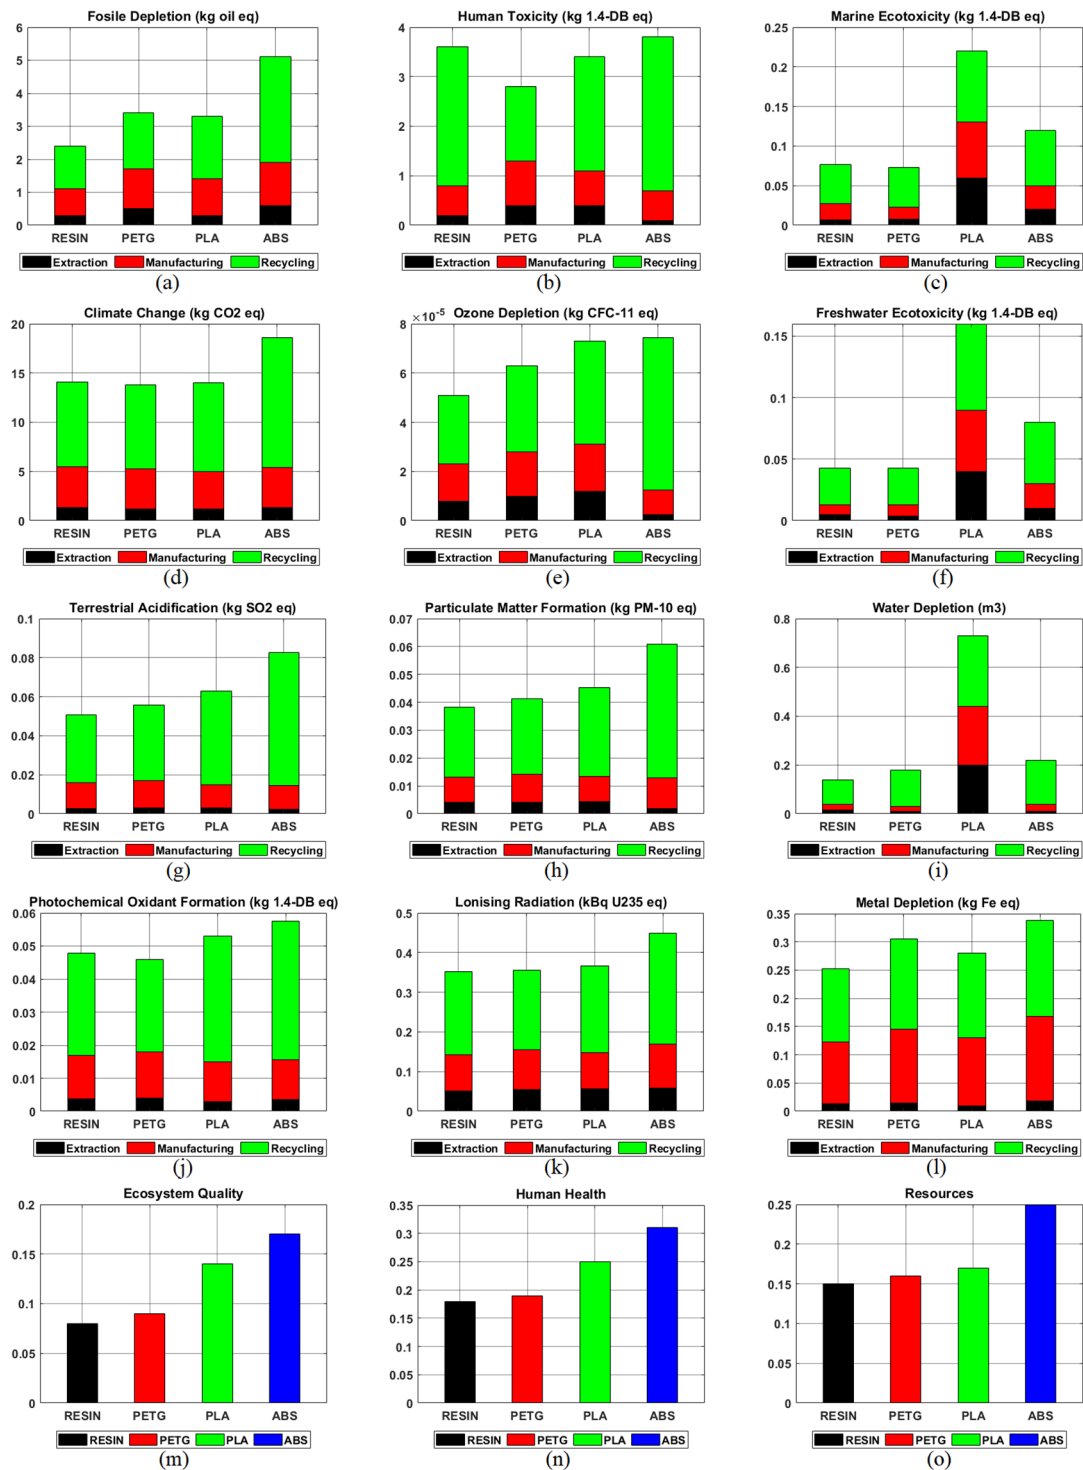 Fosile Depletion (kg oil eq)
6
5
4
3
2
1
0
RESIN PETG PLA ABS
Extraction Manufacturing Recycling
(a)
Human Toxicity (kg 1.4-DB eq)
4
3
2
1
0
RESIN PETG PLA ABS
Extraction Manufacturing Recycling
(b)
Marine Ecotoxicity (kg 1.4-DB eq)
0.25
0.2
0.15
0.1
0.05
0
RESIN PETG PLA ABS
Extraction Manufacturing Recycling
(c)
Climate Change (kg CO2 eq)
20
15
10
5
0
RESIN PETG PLA ABS
Extraction Manufacturing Recycling
(d)
×10-5 Ozone Depletion (kg CFC-11 eq)
8
6
4
2
0
RESIN PETG PLA ABS
Extraction Manufacturing Recycling
(e)
Freshwater Ecotoxicity (kg 1.4-DB eq)
0.15
0.1
0.05
0
RESIN PETG PLA ABS
Extraction Manufacturing Recycling
(f)
Terrestrial Acidification (kg SO2 eq)
0.1
0.08
0.06
0.04
0.02
0
RESIN PETG PLA ABS
Extraction Manufacturing Recycling
(g)
Particulate Matter Formation (kg PM-10 eq)
0.07
0.06
0.05
0.04
0.03
0.02
0.01
0
RESIN PETG PLA ABS
Extraction Manufacturing Recycling
(h)
Water Depletion (m3)
0.8
0.6
0.4
0.2
0
RESIN PETG PLA ABS
Extraction Manufacturing Recycling
(i)
Photochemical Oxidant Formation (kg 1.4-DB eq)
0.06
0.05
0.04
0.03
0.02
0.01
0
RESIN PETG PLA ABS
Extraction Manufacturing Recycling
(j)
Lonising Radiation (kBq U235 eq)
0.5
0.4
0.3
0.2
0.1
0
RESIN PETG PLA ABS
Extraction Manufacturing Recycling
(k)
Metal Depletion (kg Fe eq)
0.35
0.3
0.25
0.2
0.15
0.1
0.05
0
RESIN PETG PLA ABS
Extraction Manufacturing Recycling
(l)
Ecosystem Quality
0.2
0.15
0.1
0.05
0
RESIN PETG PLA ABS
RESIN PETG PLA ABS
(m)
Human Health
0.35
0.3
0.25
0.2
0.15
0.1
0.05
0
RESIN PETG PLA ABS
RESIN PETG PLA ABS
(n)
Resources
0.25
0.2
0.15
0.1
0.05
0
RESIN PETG PLA ABS
RESIN PETG PLA ABS
(o)